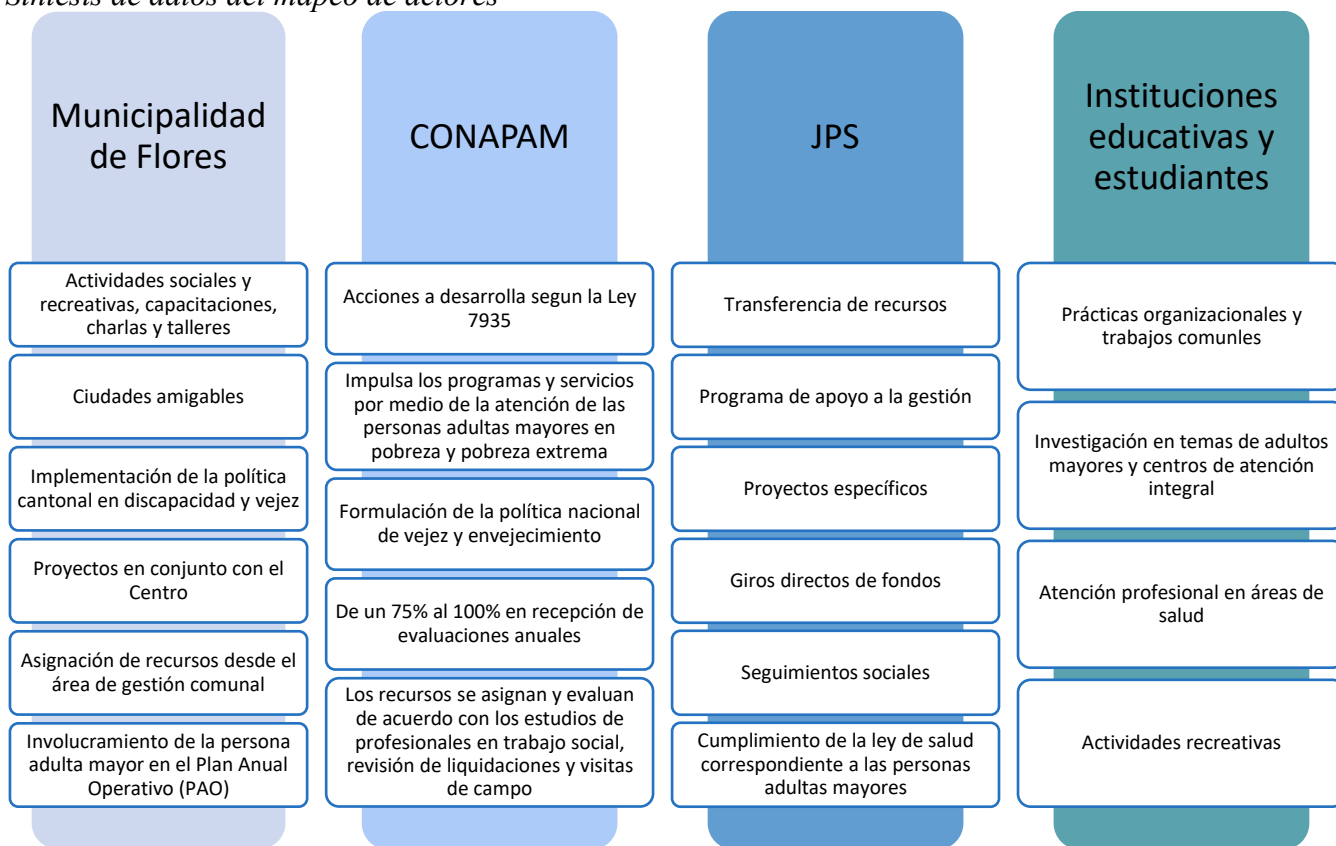 Síntesis de datos del mapeo de actores
Municipalidad
de Flores
Actividades sociales y
recreativas, capacitaciones,
charlas y talleres
Ciudades amigables
Implementación de la política
cantonal en discapacidad y vejez
Proyectos en conjunto con el
Centro
Asignación de recursos desde el
área de gestión comunal
Involucramiento de la persona
adulta mayor en el Plan Anual
Operativo (PAO)
CONAPAM
Acciones a desarrolla segun la Ley
7935
Impulsa los programas y servicios
por medio de la atención de las
personas adultas mayores en
pobreza y pobreza extrema
Formulación de la política nacional
de vejez y envejecimiento
De un 75% al 100% en recepción de
evaluaciones anuales
Los recursos se asignan y evaluan
de acuerdo con los estudios de
profesionales en trabajo social,
revisión de liquidaciones y visitas
de campo
JPS
Transferencia de recursos
Programa de apoyo a la gestión
Proyectos específicos
Giros directos de fondos
Seguimientos sociales
Cumplimiento de la ley de salud
correspondiente a las personas
adultas mayores
Instituciones
educativas y
estudiantes
Prácticas organizacionales y
trabajos comunles
Investigación en temas de adultos
mayores y centros de atención
integral
Atención profesional en áreas de
salud
Actividades recreativas